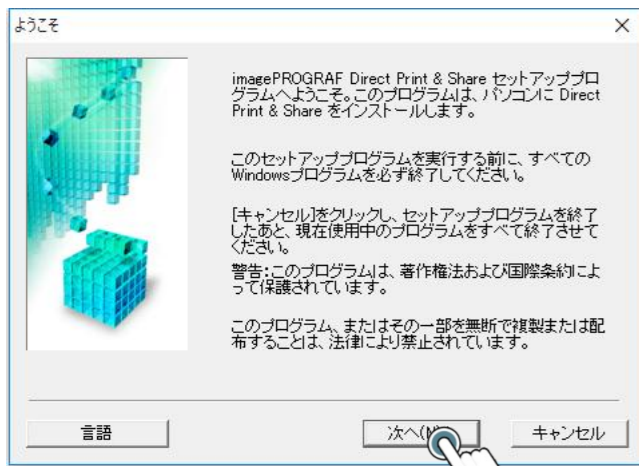 ようこそ
imagePROGRAF Direct Print & Share セットアッププロ
グラムへようこそ。このプログラムは、パソコンに Direct
Print & Share をインストールします。
このセットアッププログラムを実行する前に、すべての
Windowsプログラムを必ず終了してください。
[キャンセル]をクリックし、セットアッププログラムを終了
したあと、現在使用中のプログラムをすべて終了させて
ください。
警告:このプログラムは、著作権法および国際条約によ
って保護されています。
このプログラム、またはその一部を無断で複製または配
布することは、法律により禁止されています。
言語
次へ(N)
キャンセル